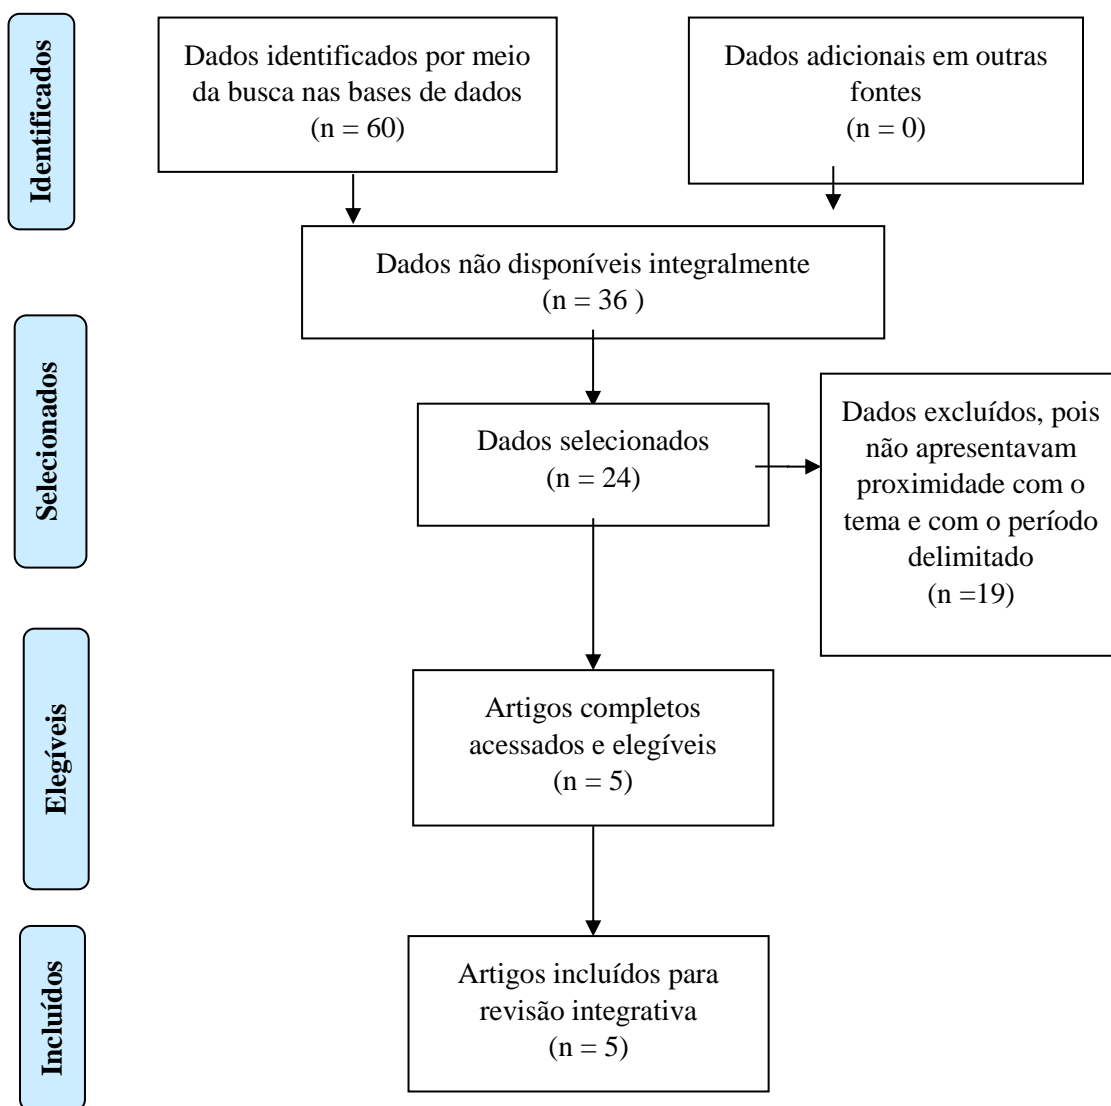 Identificados
Dados identificados por meio
da busca nas bases de dados
(n = 60)
Dados adicionais em outras
fontes
(n = 0)
Dados não disponíveis integralmente
(n = 36 )
Selecionados
Dados selecionados
(n = 24)
Dados excluídos, pois
não apresentavam
proximidade com o
tema e com o período
delimitado
(n =19)
Elegíveis
Artigos completos
acessados e elegíveis
(n = 5)
Incluídos
Artigos incluídos para
revisão integrativa
(n = 5)